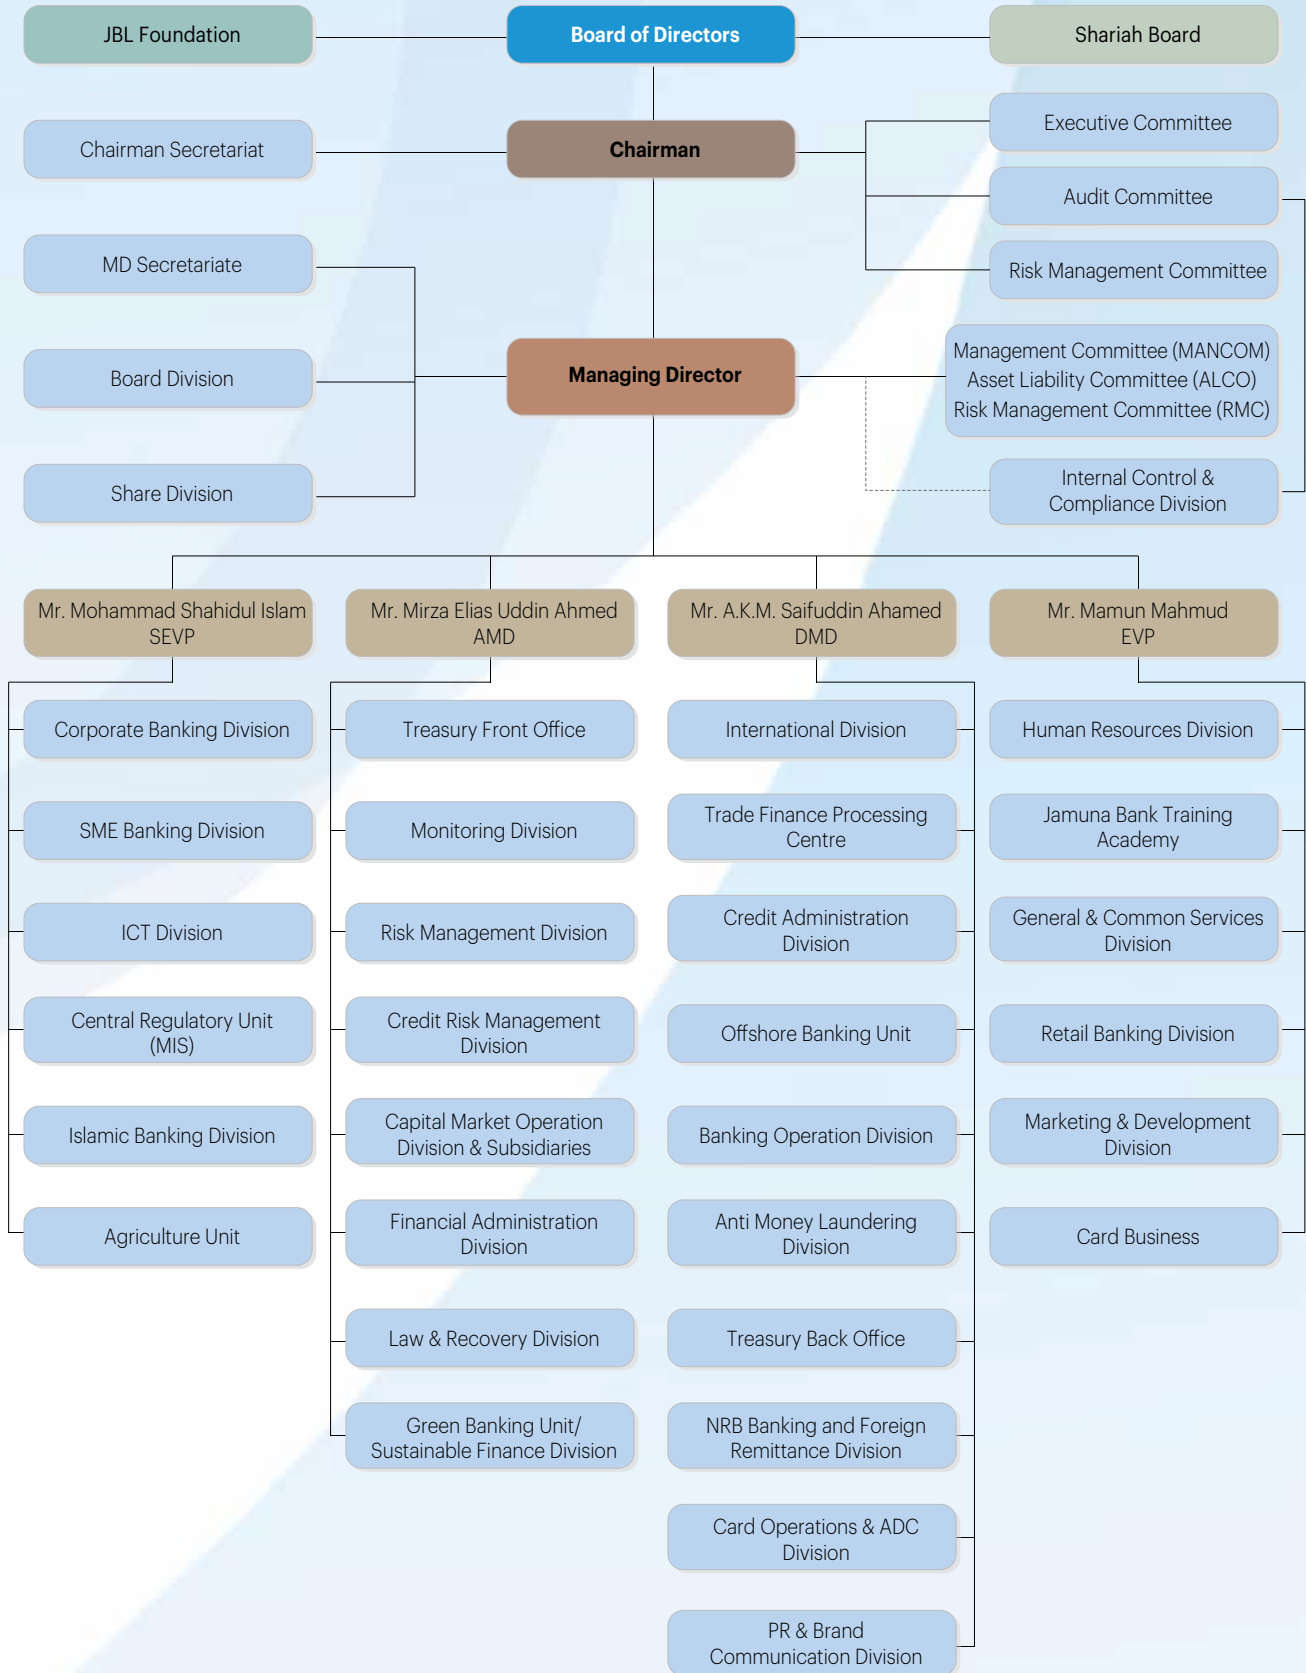 JBL Foundation
Board of Directors
Shariah Board
Chairman Secretariat
Chairman
Executive Committee
Audit Committee
Risk Management Committee
MD Secretariate
Board Division
Share Division
Managing Director
Management Committee (MANCOM)
Asset Liability Committee (ALCO)
Risk Management Committee (RMC)
Internal Control &
Compliance Division
Mr. Mohammad Shahidul Islam
SEVP
Corporate Banking Division
SME Banking Division
ICT Division
Central Regulatory Unit
(MIS)
Islamic Banking Division
Agriculture Unit
Mr. Mirza Elias Uddin Ahmed
AMD
Treasury Front Office
Monitoring Division
Risk Management Division
Credit Risk Management
Division
Capital Market Operation
Division & Subsidiaries
Financial Administration
Division
Law & Recovery Division
Green Banking Unit/
Sustainable Finance Division
Mr. A.K.M. Saifuddin Ahamed
DMD
International Division
Trade Finance Processing
Centre
Credit Administration
Division
Offshore Banking Unit
Banking Operation Division
Anti Money Laundering
Division
Treasury Back Office
NRB Banking and Foreign
Remittance Division
Card Operations & ADC
Division
PR & Brand
Communication Division
Mr. Mamun Mahmud
EVP
Human Resources Division
Jamuna Bank Training
Academy
General & Common Services
Division
Retail Banking Division
Marketing & Development
Division
Card Business